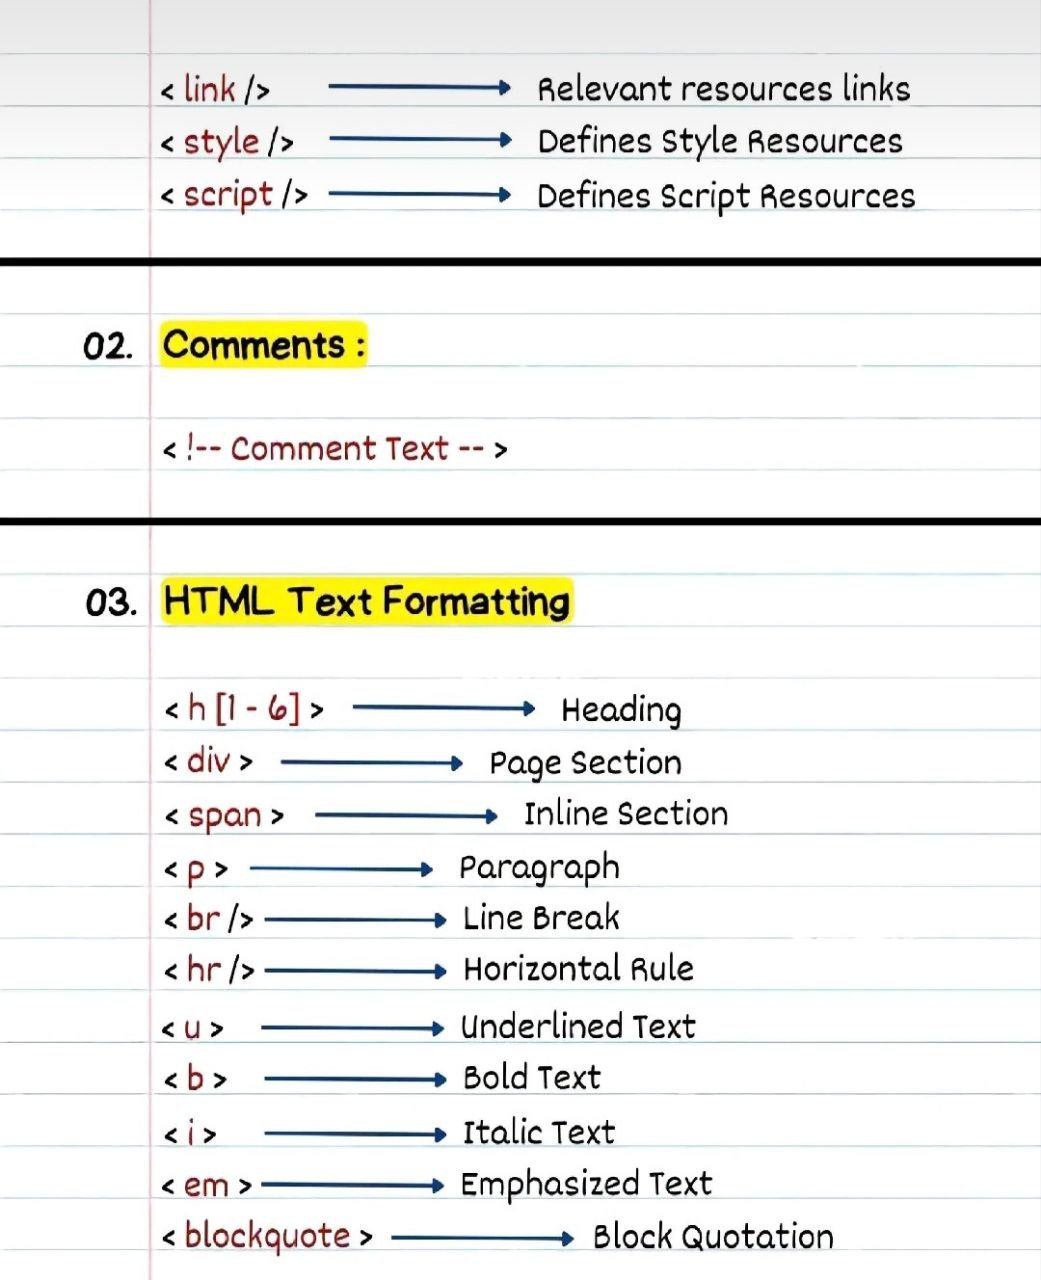 < link /> → Relevant resources links
< style /> → Defines Style Resources
< script /> → Defines Script Resources
02. Comments :
< !-- Comment Text -- >
03. HTML Text Formatting
< h [1 - 6] > → Heading
< div > → Page Section
< span > → Inline Section
< p > → Paragraph
< br /> → Line Break
< hr /> → Horizontal Rule
< u > → Underlined Text
< b > → Bold Text
< i > → Italic Text
< em > → Emphasized Text
< blockquote > → Block Quotation